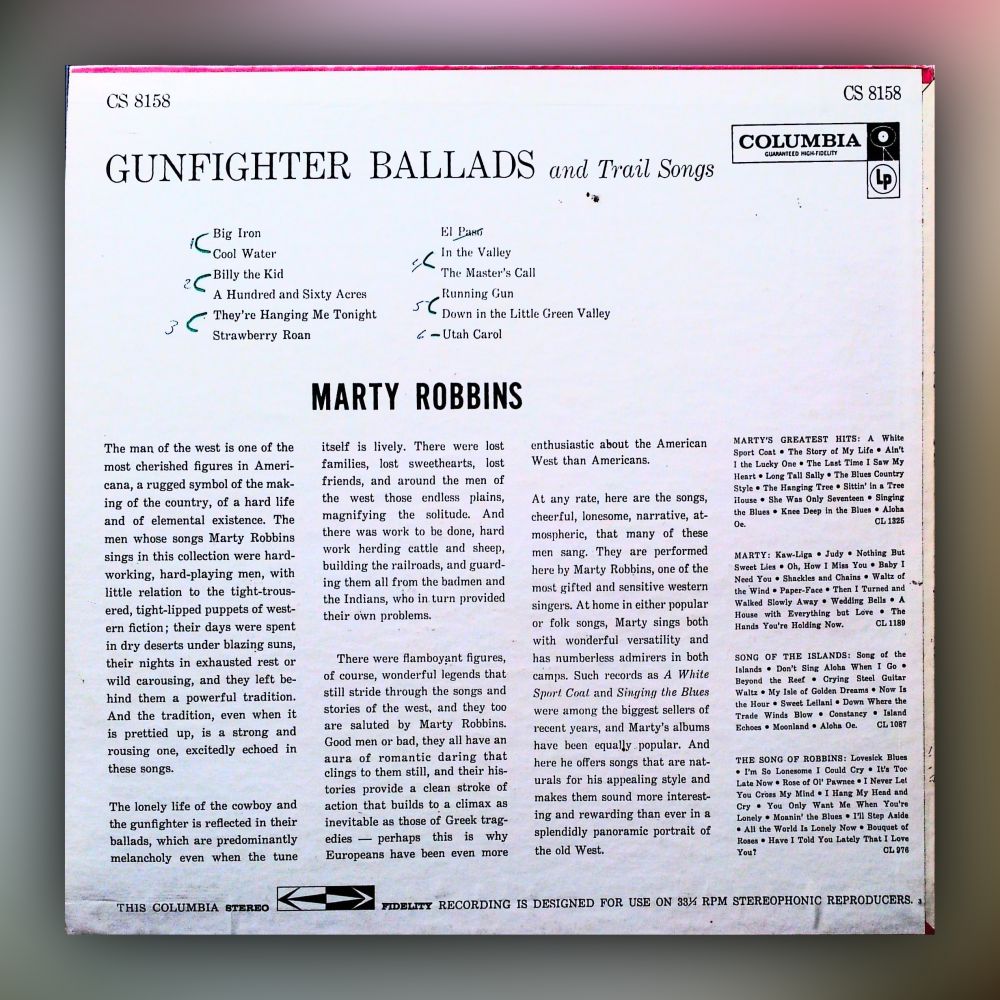 CS 8158
CS 8158
COLUMBIA
GUARANTEED HIGH-FIDELITY
Lp
GUNFIGHTER BALLADS and Trail Songs
1 Big Iron
Cool Water
2 Billy the Kid
A Hundred and Sixty Acres
3 They're Hanging Me Tonight
Strawberry Roan
El Paso
In the Valley
The Master's Call
5 Running Gun
Down in the Little Green Valley
6 – Utah Carol
MARTY ROBBINS
The man of the west is one of the
most cherished figures in Ameri-
cana, a rugged symbol of the mak-
ing of the country, of a hard life
and of elemental existence. The
men whose songs Marty Robbins
sings in this collection were hard-
working, hard-playing men, with
little relation to the tight-trous-
ered, tight-lipped puppets of west-
ern fiction; their days were spent
in dry deserts under blazing suns,
their nights in exhausted rest or
wild carousing, and they left be-
hind them a powerful tradition.
And the tradition, even when it
is prettied up, is a strong and
rousing one, excitedly echoed in
these songs.
The lonely life of the cowboy and
the gunfighter is reflected in their
ballads, which are predominantly
melancholy even when the tune
itself is lively. There were lost
families, lost sweethearts, lost
friends, and around the men of
the west those endless plains,
magnifying the solitude. And
there was work to be done, hard
work herding cattle and sheep,
building the railroads, and guard-
ing them all from the badmen and
the Indians, who in turn provided
their own problems.
There were flamboyant figures,
of course, wonderful legends that
still stride through the songs and
stories of the west, and they too
are saluted by Marty Robbins.
Good men or bad, they all have an
aura of romantic daring that
clings to them still, and their his-
tories provide a clean stroke of
action that builds to a climax as
inevitable as those of Greek trag-
edies — perhaps this is why
Europeans have been even more
enthusiastic about the American
West than Americans.
At any rate, here are the songs,
cheerful, lonesome, narrative, at-
mospheric, that many of these
men sang. They are performed
here by Marty Robbins, one of the
most gifted and sensitive western
singers. At home in either popular
or folk songs, Marty sings both
with wonderful versatility and
has numberless admirers in both
camps. Such records as A White
Sport Coat and Singing the Blues
were among the biggest sellers of
recent years, and Marty's albums
have been equally popular. And
here he offers songs that are nat-
urals for his appealing style and
makes them sound more interest-
ing and rewarding than ever in a
splendidly panoramic portrait of
the old West.
MARTY'S GREATEST HITS: A White
Sport Coat • The Story of My Life • Ain't
I the Lucky One • The Last Time I Saw My
Heart • Long Tall Sally • The Blues Country
Style • The Hanging Tree • Sittin' in a Tree
House • She Was Only Seventeen • Singing
the Blues • Knee Deep in the Blues • Aloha
Oe. CL 1325
MARTY: Kaw-Liga • Judy • Nothing But
Sweet Lies • Oh, How I Miss You • Baby I
Need You • Shackles and Chains • Waltz of
the Wind • Paper-Face • Then I Turned and
Walked Slowly Away • Wedding Bells • A
House with Everything but Love • The
Hands You're Holding Now. CL 1189
SONG OF THE ISLANDS: Song of the
Islands • Don't Sing Aloha When I Go •
Beyond the Reef • Crying Steel Guitar
Waltz • My Isle of Golden Dreams • Now Is
the Hour • Sweet Leilani • Down Where the
Trade Winds Blow • Constancy • Island
Echoes • Moonland • Aloha Oe. CL 1087
THE SONG OF ROBBINS: Lovesick Blues
• I'm So Lonesome I Could Cry • It's Too
Late Now • Rose of Ol' Pawnee • I Never Let
You Cross My Mind • I Hang My Head and
Cry • You Only Want Me When You're
Lonely • Moanin' the Blues • I'll Step Aside
• All the World Is Lonely Now • Bouquet of
Roses • Have I Told You Lately That I Love
You? CL 976
THIS COLUMBIA STEREO FIDELITY RECORDING IS DESIGNED FOR USE ON 33⅓ RPM STEREOPHONIC REPRODUCERS.